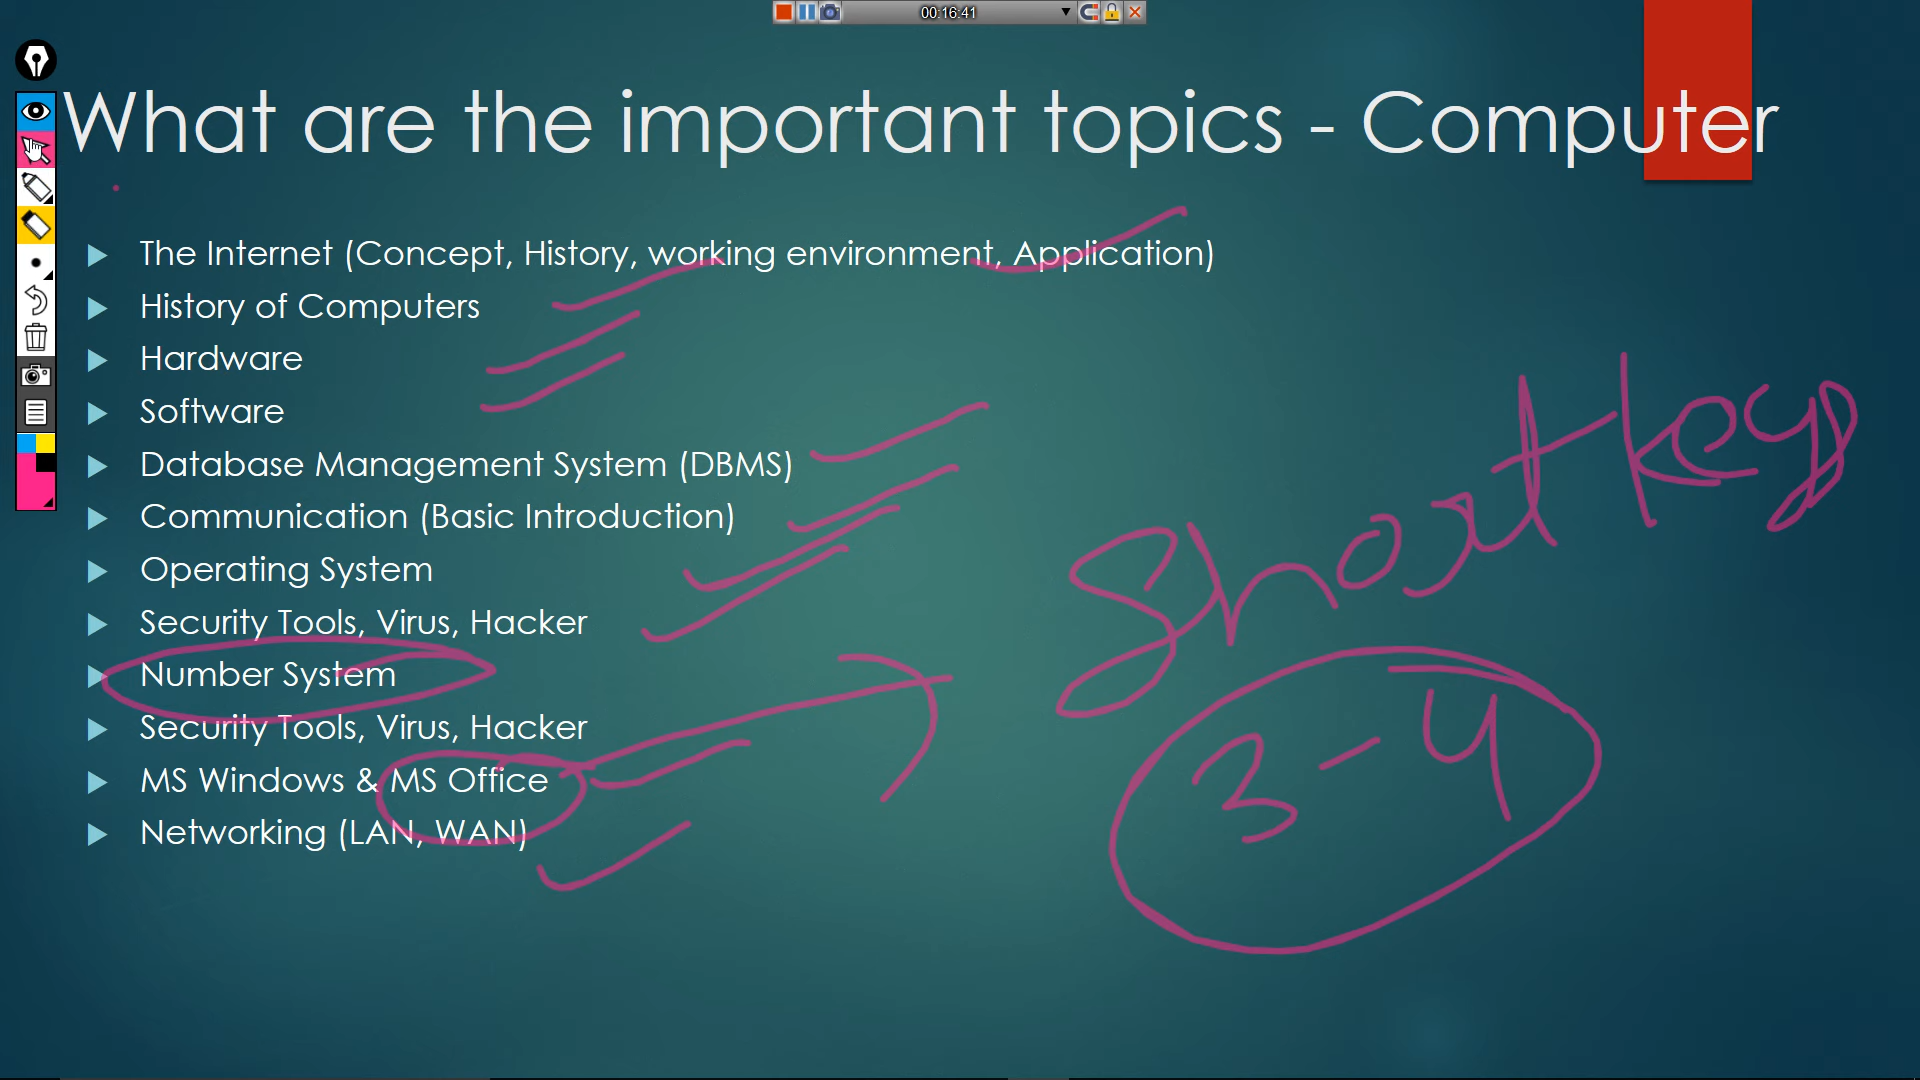 00:16:41
What are the important topics - Computer
The Internet (Concept, History, working environment, Application)
History of Computers
Hardware
Software
Database Management System (DBMS)
Communication (Basic Introduction)
Operating System
Security Tools, Virus, Hacker
Number System
Security Tools, Virus, Hacker
MS Windows & MS Office
Networking (LAN, WAN)
Short Keys
3-4